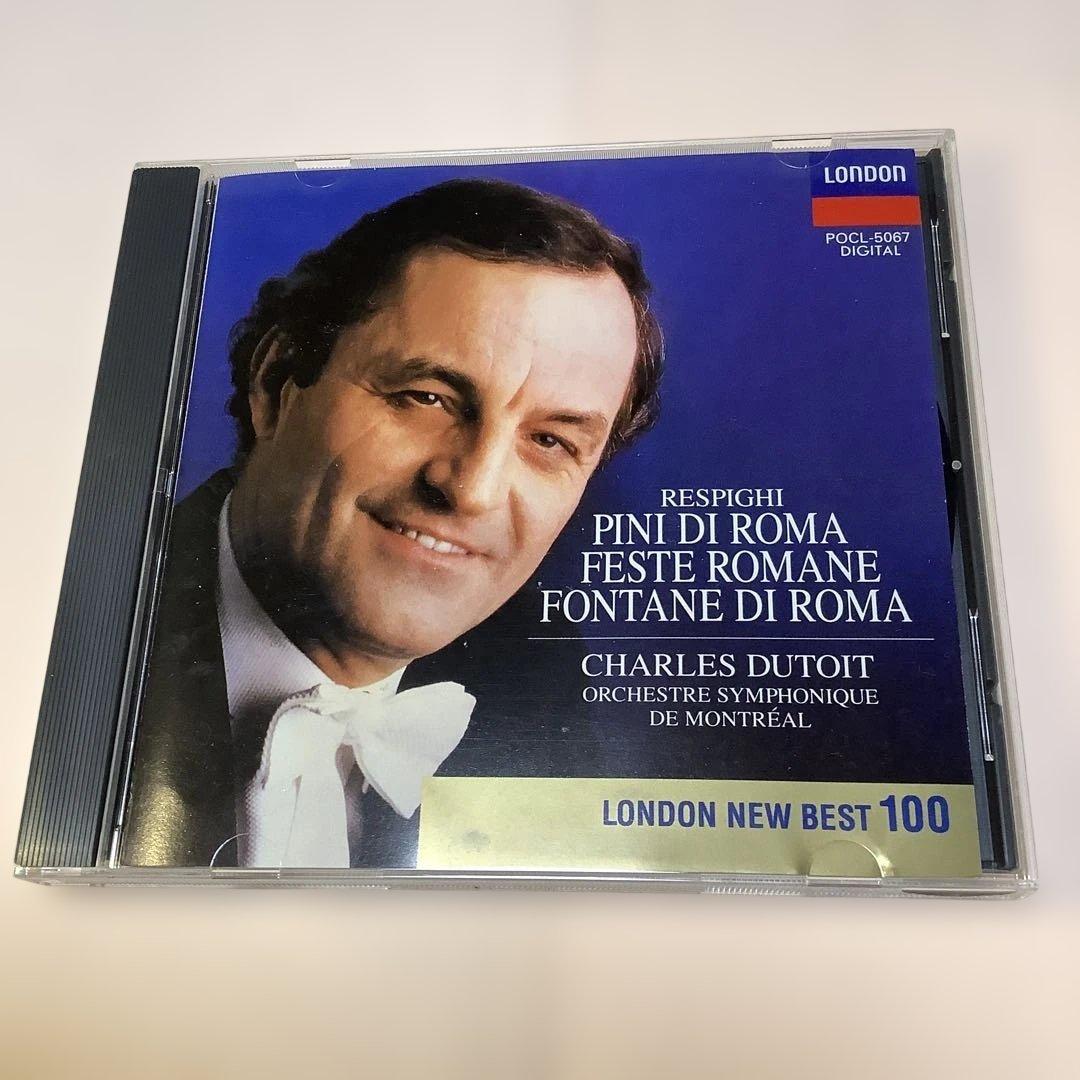 LONDON
POCL-5067
DIGITAL
RESPIGHI
PINI DI ROMA
FESTE ROMANE
FONTANE DI ROMA
CHARLES DUTOIT
ORCHESTRE SYMPHONIQUE
DE MONTRÉAL
LONDON NEW BEST 100